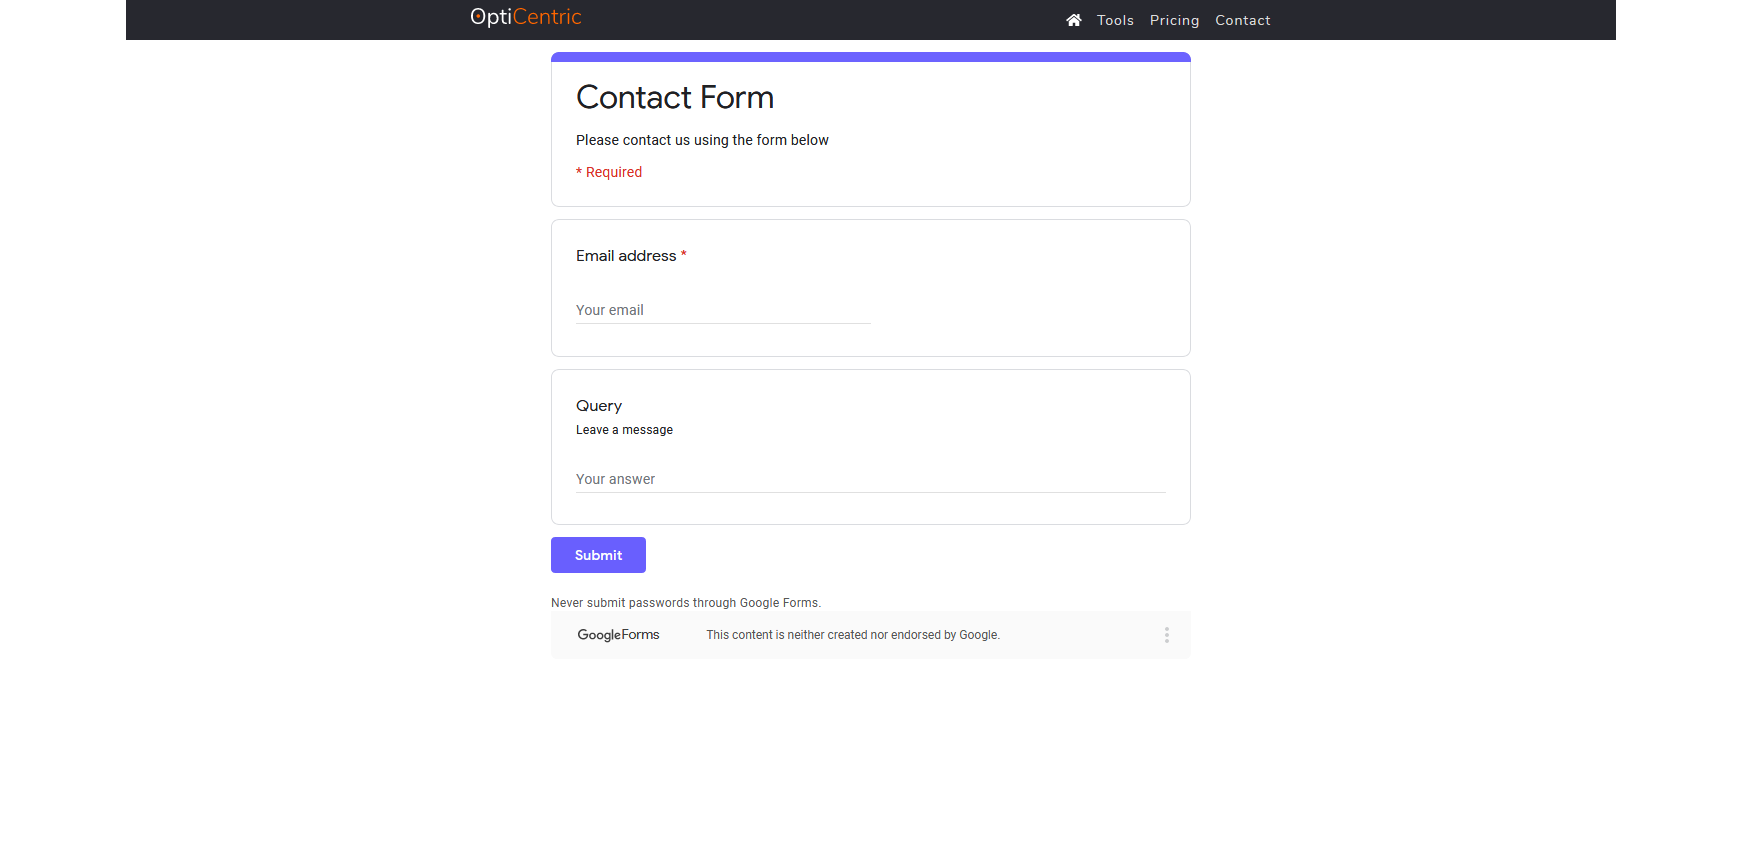 OptiCentric
Tools Pricing Contact
Contact Form
Please contact us using the form below
* Required
Email address *
Your email
Query
Leave a message
Your answer
Submit
Never submit passwords through Google Forms.
Google Forms This content is neither created nor endorsed by Google.